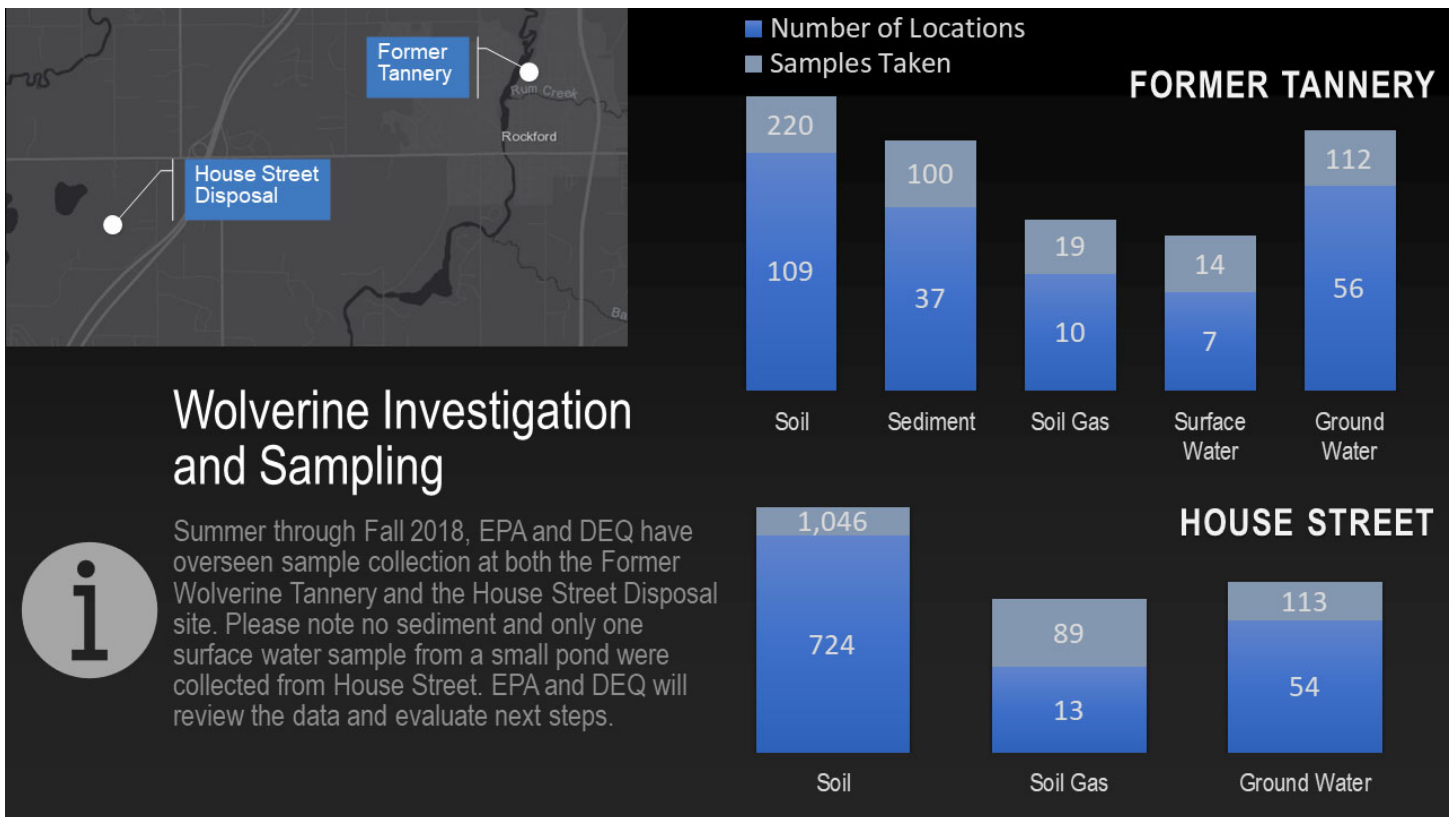 Former
Tannery
Rum Creek
Rockford
House Street
Disposal
Wolverine Investigation
and Sampling
Summer through Fall 2018, EPA and DEQ have
overseen sample collection at both the Former
Wolverine Tannery and the House Street Disposal
site. Please note no sediment and only one
surface water sample from a small pond were
collected from House Street. EPA and DEQ will
review the data and evaluate next steps.
i
Number of Locations
Samples Taken
FORMER TANNERY
220
100
19
14
112
109
37
10
7
56
Soil
Sediment
Soil Gas
Surface
Water
Ground
Water
HOUSE STREET
1,046
89
113
724
13
54
Soil
Soil Gas
Ground Water